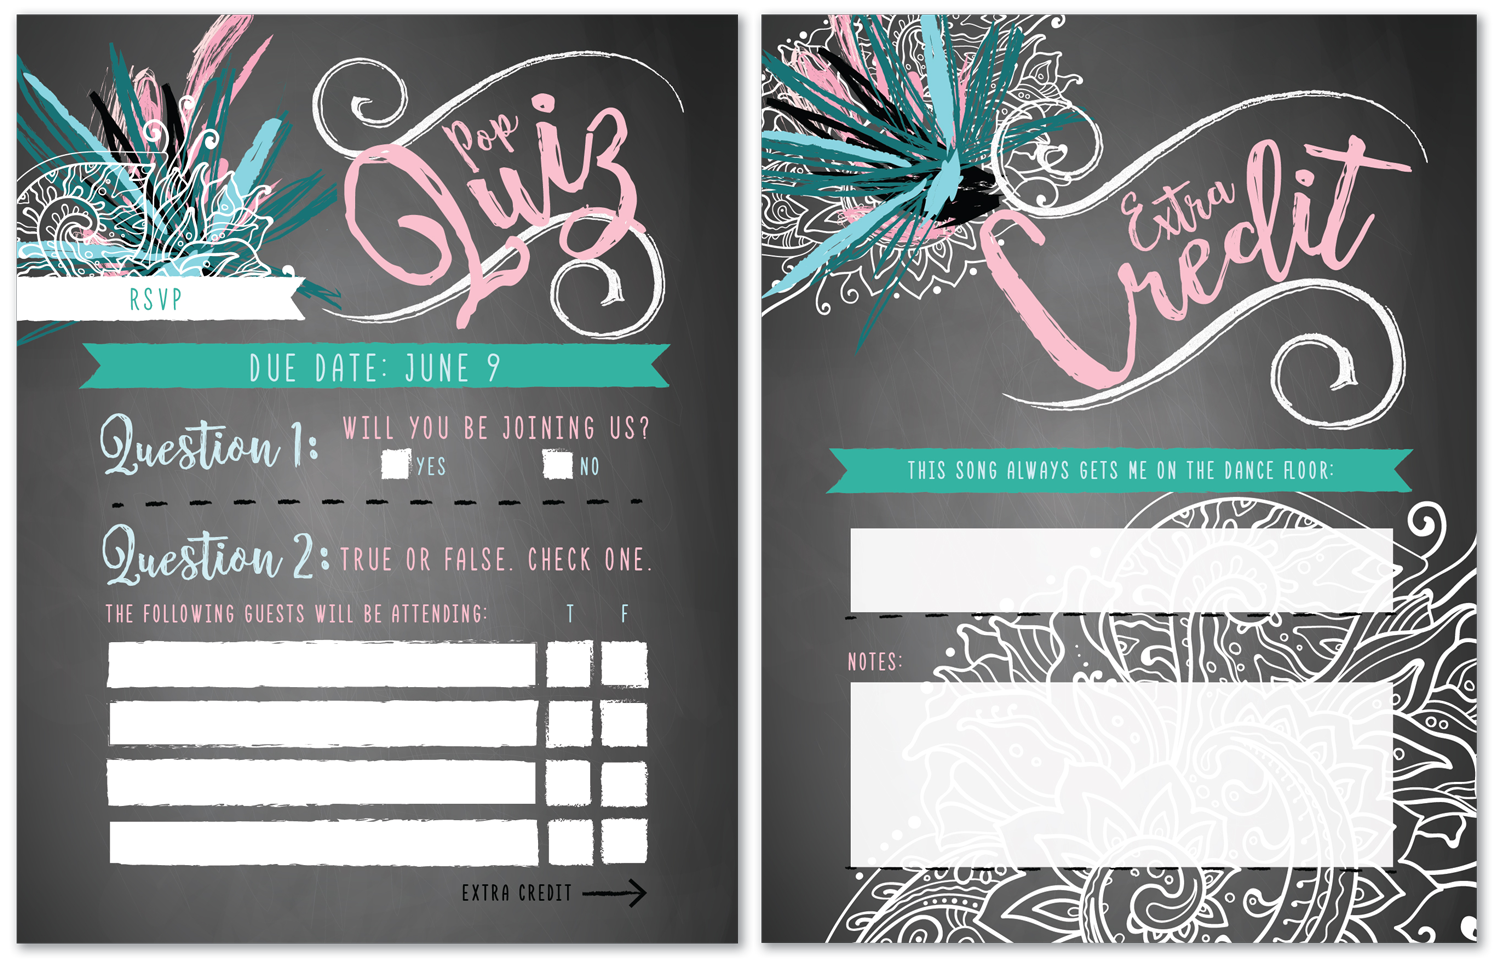 Pop
Quiz
RSVP
DUE DATE: JUNE 9
Question 1:
WILL YOU BE JOINING US?
YES
NO
Question 2:
TRUE OR FALSE. CHECK ONE.
THE FOLLOWING GUESTS WILL BE ATTENDING:
T
F
EXTRA CREDIT
Extra
Credit
THIS SONG ALWAYS GETS ME ON THE DANCE FLOOR:
NOTES: